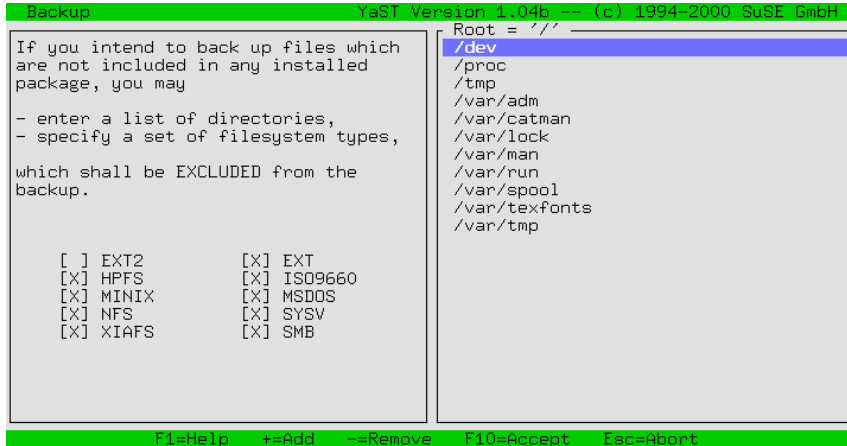 Backup YaST Version 1.04b -- (c) 1994-2000 SuSE GmbH
If you intend to back up files which
are not included in any installed
package, you may
- enter a list of directories,
- specify a set of filesystem types,
which shall be EXCLUDED from the
backup.
[ ] EXT2 [X] EXT
[X] HPFS [X] ISO9660
[X] MINIX [X] MSDOS
[X] NFS [X] SYSV
[X] XIAFS [X] SMB
Root = '/'
/dev
/proc
/tmp
/var/adm
/var/catman
/var/lock
/var/man
/var/run
/var/spool
/var/texfonts
/var/tmp
F1=Help +=Add -=Remove F10=Accept Esc=Abort